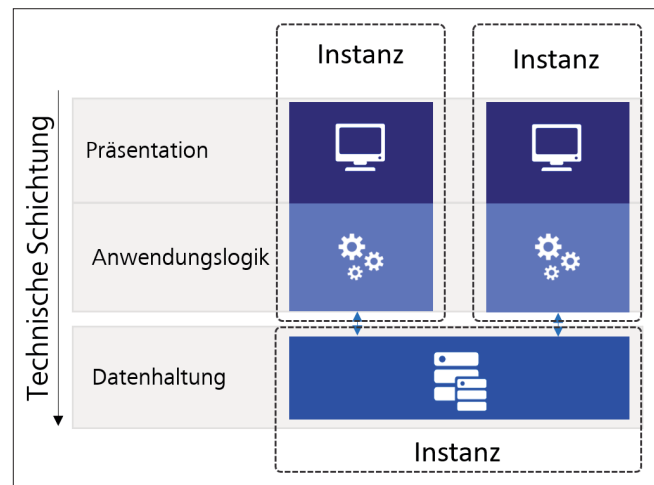 Instanz
Instanz
Technische Schichtung
Präsentation
Anwendungslogik
Datenhaltung
Instanz